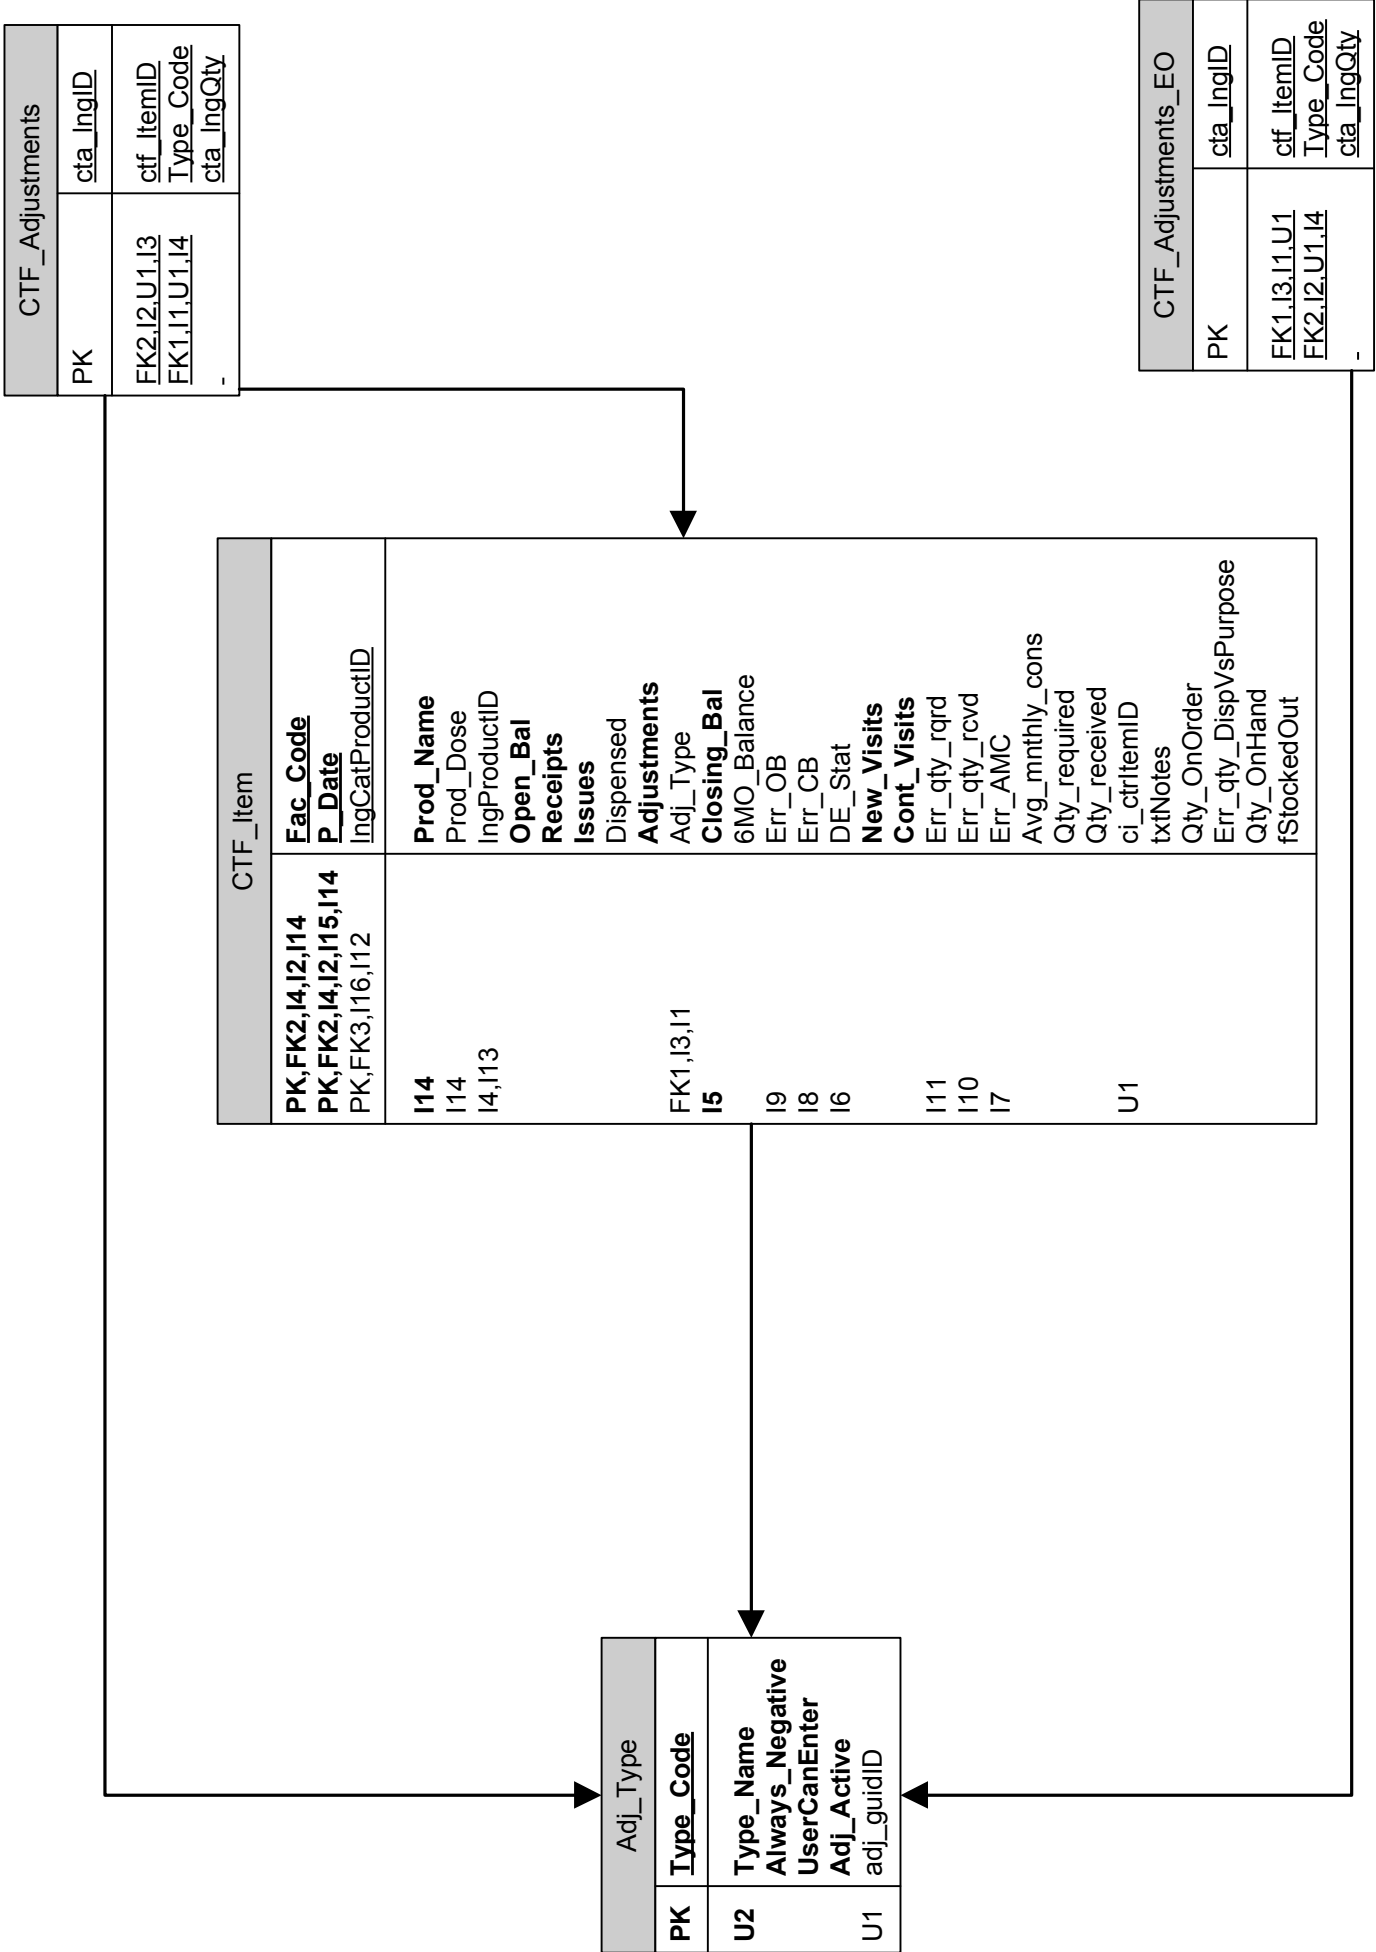 CTF_Adjustments
PK cta_lngID
FK2,I2,U1,I3 ctf_ItemID
FK1,I1,U1,I4 Type_Code
- cta_lngQty
CTF_Item
PK,FK2,I4,I2,I14 Fac_Code
PK,FK2,I4,I2,I15,I14 P_Date
PK,FK3,I16,I12 lngCatProductID
I14 Prod_Name
I14 Prod_Dose
I4,I13 lngProductID
Open_Bal
Receipts
Issues
Dispensed
Adjustments
FK1,I3,I1 Adj_Type
I5 Closing_Bal
6MO_Balance
I9 Err_OB
I8 Err_CB
I6 DE_Stat
New_Visits
Cont_Visits
I11 Err_qty_rqrd
I10 Err_qty_rcvd
I7 Err_AMC
Avg_mnthly_cons
Qty_required
Qty_received
U1 ci_ctrItemID
txtNotes
Qty_OnOrder
Err_qty_DispVsPurpose
Qty_OnHand
fStockedOut
Adj_Type
PK Type_Code
U2 Type_Name
Always_Negative
UserCanEnter
Adj_Active
U1 adj_guidID
CTF_Adjustments_EO
PK cta_lngID
FK1,I3,I1,U1 ctf_ItemID
FK2,I2,U1,I4 Type_Code
- cta_lngQty